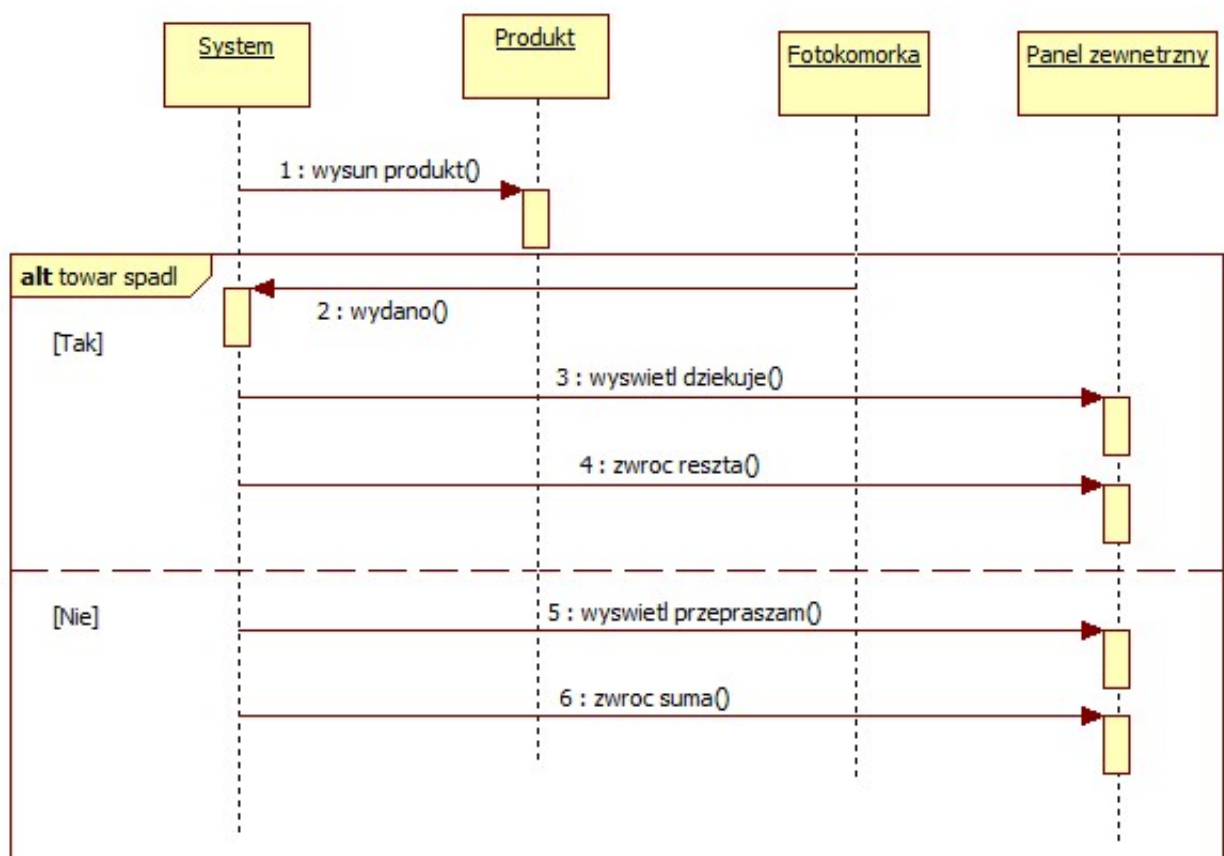 System
Produkt
Fotokomorka
Panel zewnetrzny
1 : wysun produkt()
alt towar spadl
2 : wydano()
[Tak]
3 : wyswietl dziekuje()
4 : zwroc reszta()
[Nie]
5 : wyswietl przepraszam()
6 : zwroc suma()